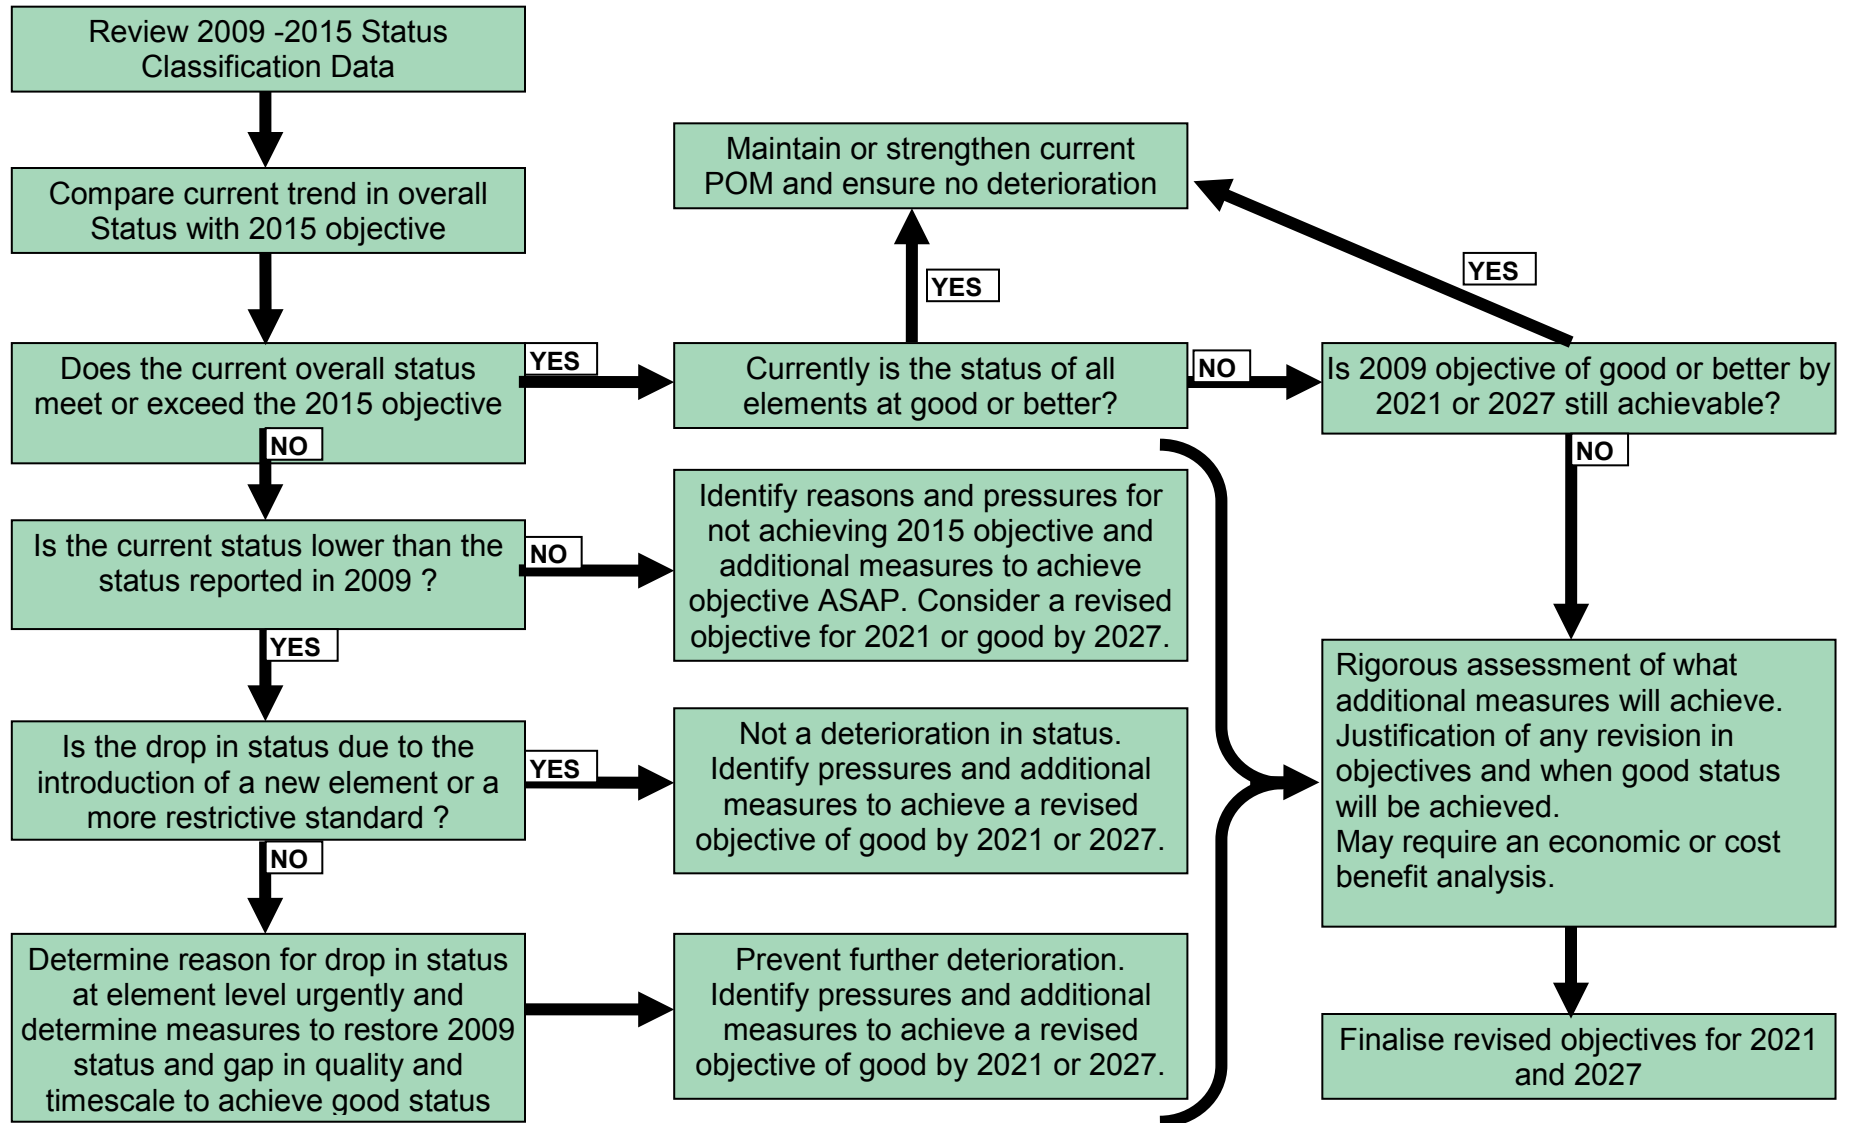 Review 2009 -2015 Status
Classification Data
Compare current trend in overall
Status with 2015 objective
Does the current overall status
meet or exceed the 2015 objective
YES
NO
Currently is the status of all
elements at good or better?
YES
NO
Maintain or strengthen current
POM and ensure no deterioration
Is 2009 objective of good or better by
2021 or 2027 still achievable?
YES
NO
Is the current status lower than the
status reported in 2009 ?
NO
YES
Identify reasons and pressures for
not achieving 2015 objective and
additional measures to achieve
objective ASAP. Consider a revised
objective for 2021 or good by 2027.
Is the drop in status due to the
introduction of a new element or a
more restrictive standard ?
YES
NO
Not a deterioration in status.
Identify pressures and additional
measures to achieve a revised
objective of good by 2021 or 2027.
Determine reason for drop in status
at element level urgently and
determine measures to restore 2009
status and gap in quality and
timescale to achieve good status
Prevent further deterioration.
Identify pressures and additional
measures to achieve a revised
objective of good by 2021 or 2027.
Rigorous assessment of what
additional measures will achieve.
Justification of any revision in
objectives and when good status
will be achieved.
May require an economic or cost
benefit analysis.
Finalise revised objectives for 2021
and 2027